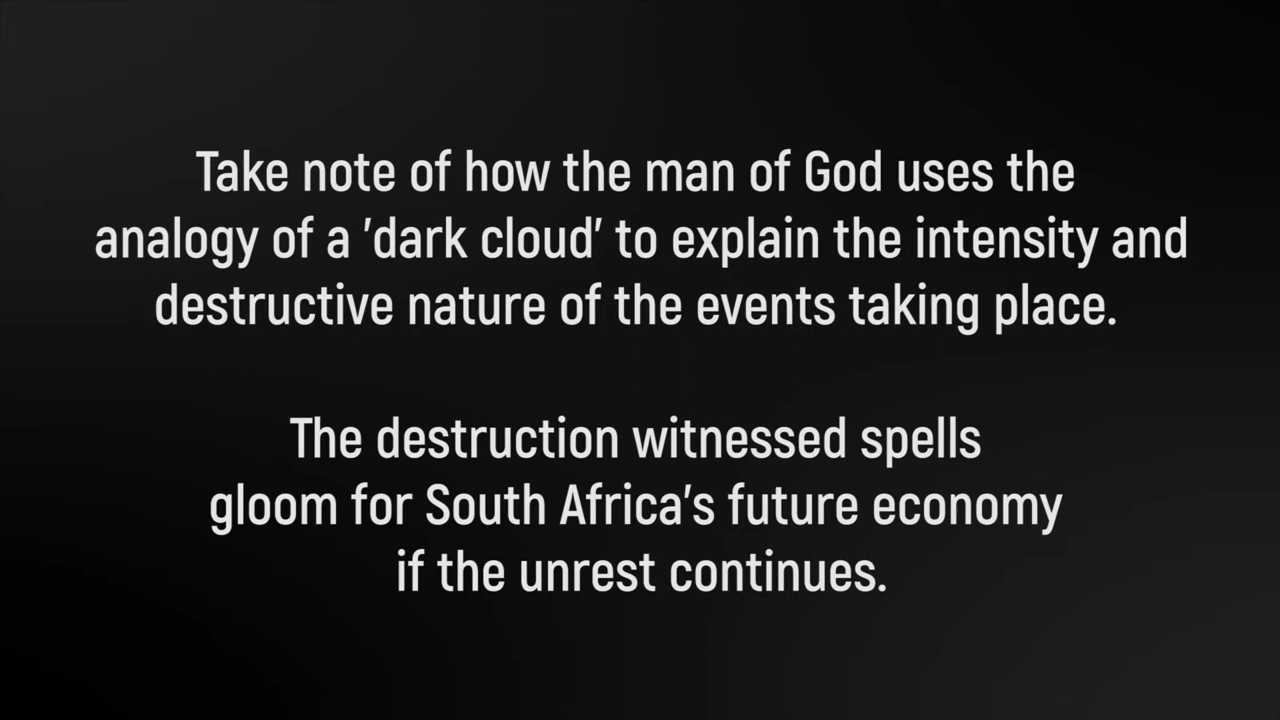 Take note of how the man of God uses the
analogy of a 'dark cloud' to explain the intensity and
destructive nature of the events taking place.
The destruction witnessed spells
gloom for South Africa's future economy
if the unrest continues.